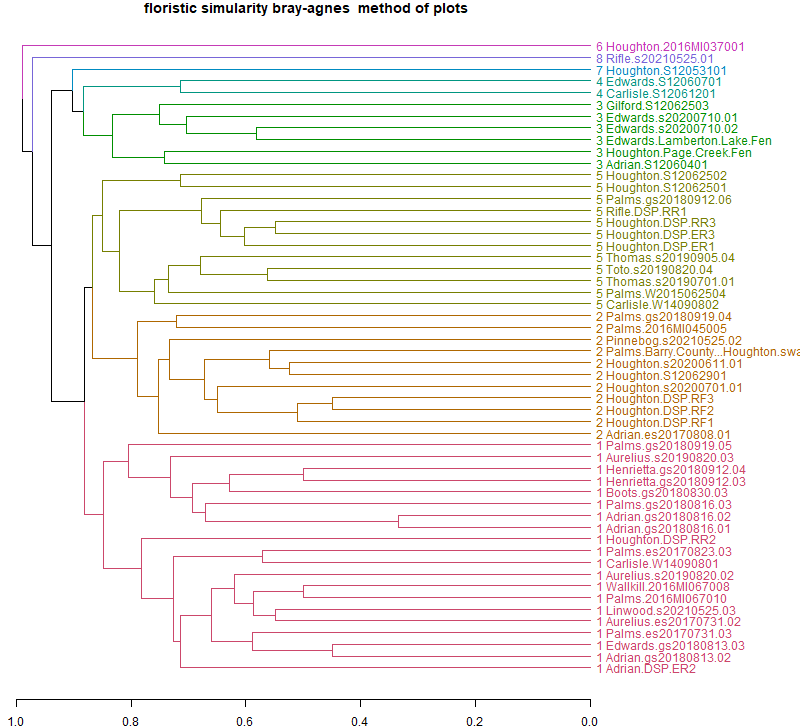 floristic simularity bray-agnes method of plots
6 Houghton.2016MI037001
8 Rifle.s20210525.01
7 Houghton.S12053101
4 Edwards.S12060701
4 Carlisle.S12061201
3 Gilford.S12062503
3 Edwards.s20200710.01
3 Edwards.s20200710.02
3 Edwards.Lamberton.Lake.Fen
3 Houghton.Page.Creek.Fen
3 Adrian.S12060401
5 Houghton.S12062502
5 Houghton.S12062501
5 Palms.gs20180912.06
5 Rifle.DSP.RR1
5 Houghton.DSP.RR3
5 Houghton.DSP.ER3
5 Houghton.DSP.ER1
5 Thomas.s20190905.04
5 Toto.s20190820.04
5 Thomas.s20190701.01
5 Palms.W2015062504
5 Carlisle.W14090802
2 Palms.gs20180919.04
2 Palms.2016MI045005
2 Pinnebog.s20210525.02
2 Palms.Barry.County...Houghton.swa
2 Houghton.s20200611.01
2 Houghton.S12062901
2 Houghton.s20200701.01
2 Houghton.DSP.RF3
2 Houghton.DSP.RF2
2 Houghton.DSP.RF1
2 Adrian.es20170808.01
1 Palms.gs20180919.05
1 Aurelius.s20190820.03
1 Henrietta.gs20180912.04
1 Henrietta.gs20180912.03
1 Boots.gs20180830.03
1 Palms.gs20180816.03
1 Adrian.gs20180816.02
1 Adrian.gs20180816.01
1 Houghton.DSP.RR2
1 Palms.es20170823.03
1 Carlisle.W14090801
1 Aurelius.s20190820.02
1 Wallkill.2016MI067008
1 Palms.2016MI067010
1 Linwood.s20210525.03
1 Aurelius.es20170731.02
1 Palms.es20170731.03
1 Edwards.gs20180813.03
1 Adrian.gs20180813.02
1 Adrian.DSP.ER2
1.0 0.8 0.6 0.4 0.2 0.0